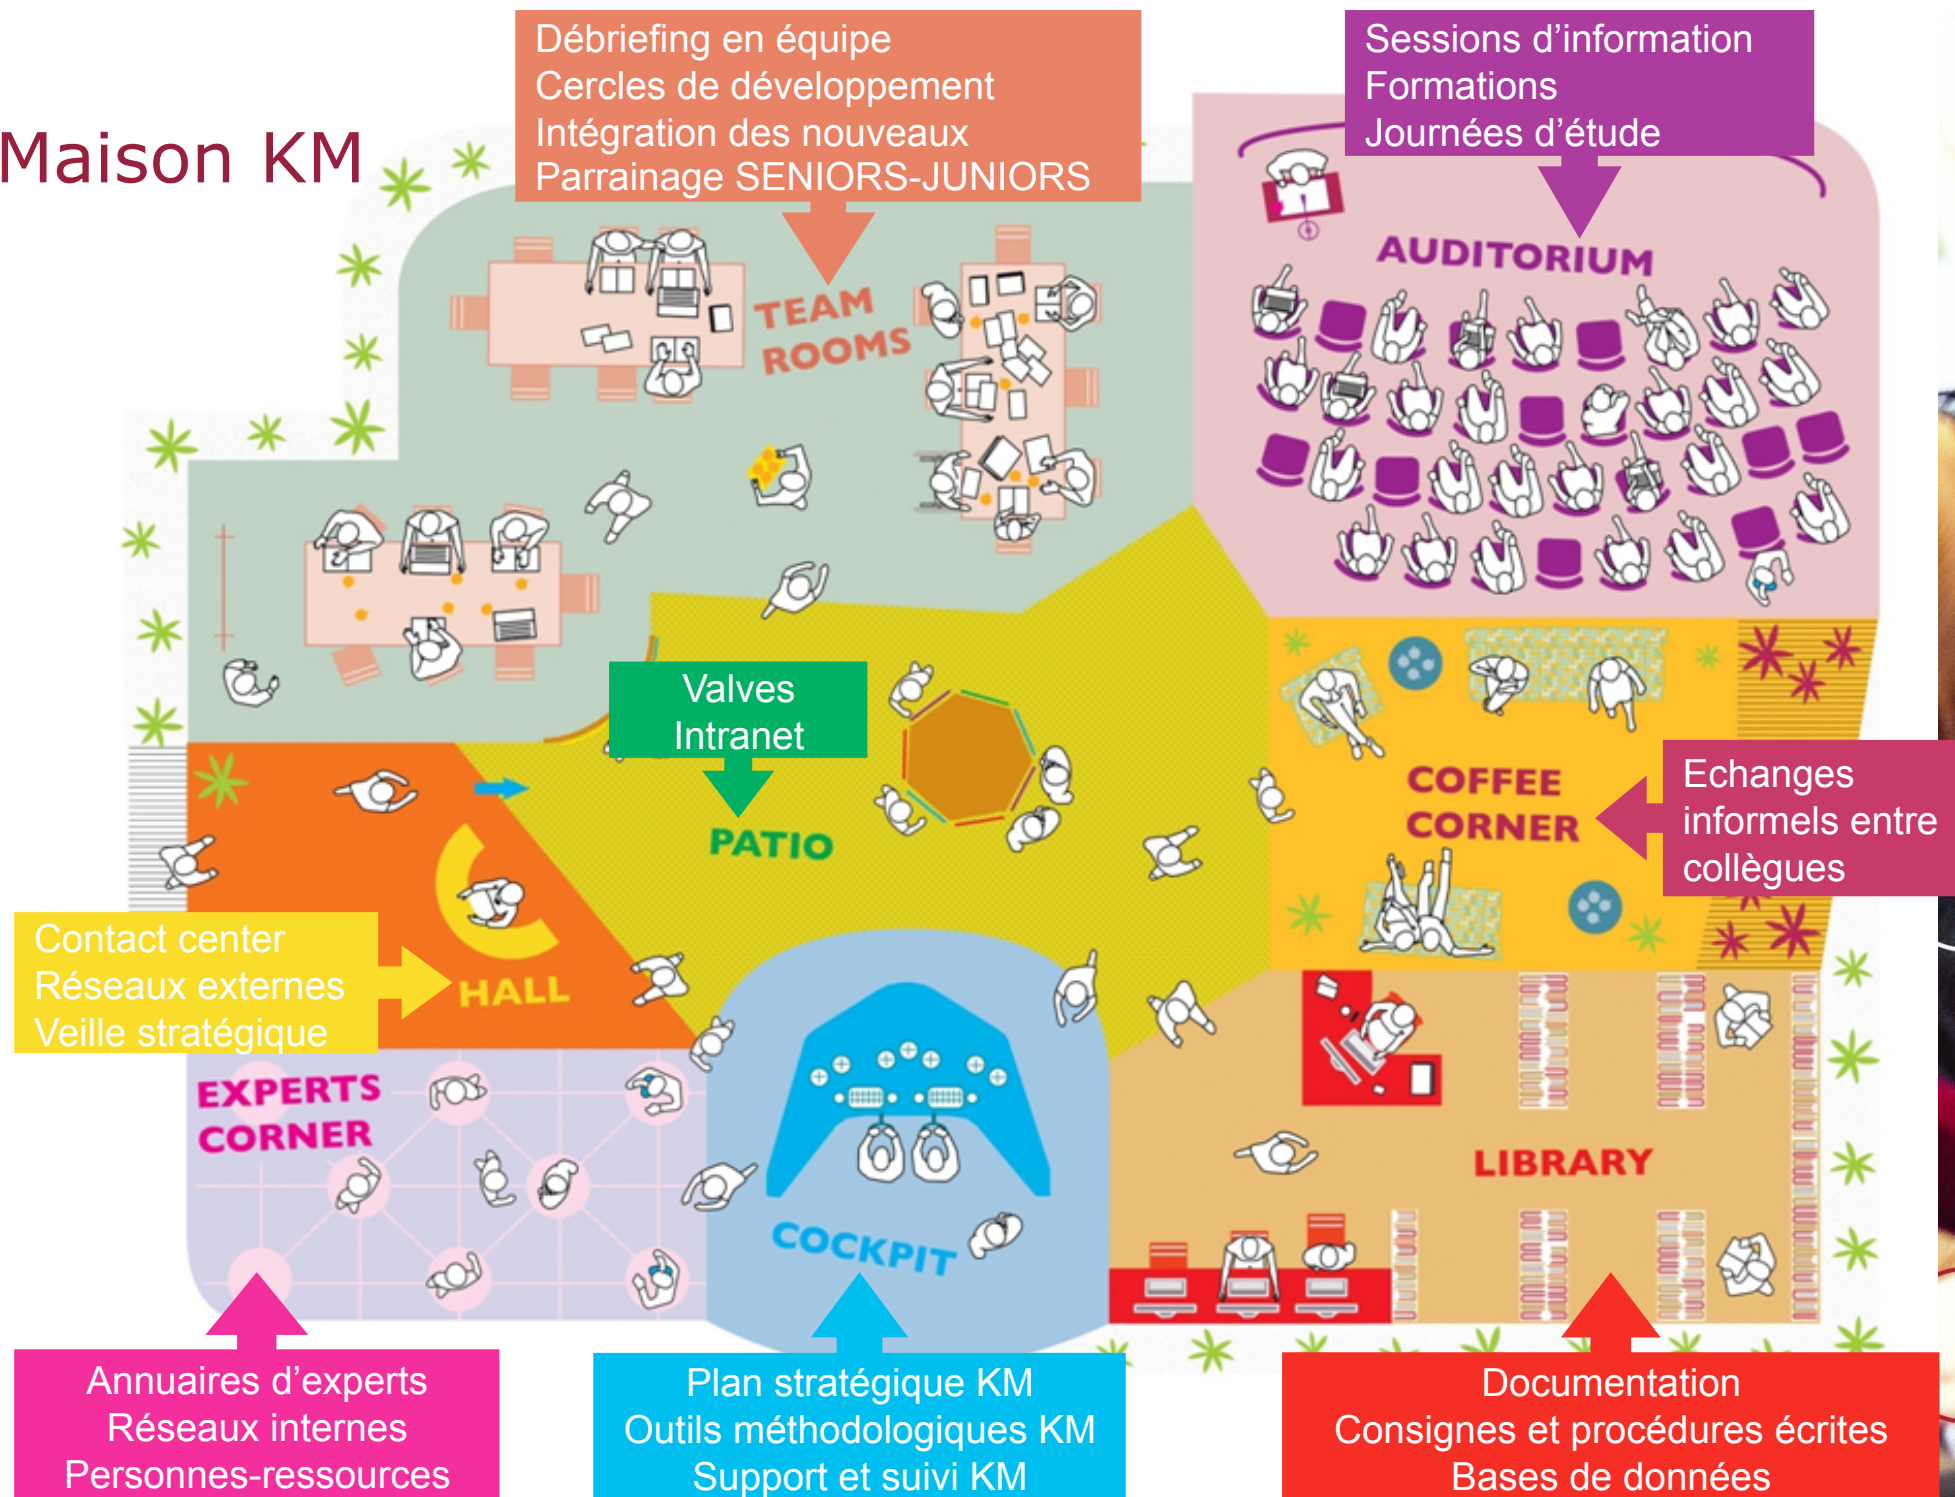 Maison KM
Débriefing en équipe
Cercles de développement
Intégration des nouveaux
Parrainage SENIORS-JUNIORS
Sessions d’information
Formations
Journées d’étude
TEAM
ROOMS
AUDITORIUM
Valves
Intranet
PATIO
COFFEE
CORNER
Echanges
informels entre
collègues
Contact center
Réseaux externes
Veille stratégique
HALL
EXPERTS
CORNER
COCKPIT
LIBRARY
Annuaires d’experts
Réseaux internes
Personnes-ressources
Plan stratégique KM
Outils méthodologiques KM
Support et suivi KM
Documentation
Consignes et procédures écrites
Bases de données